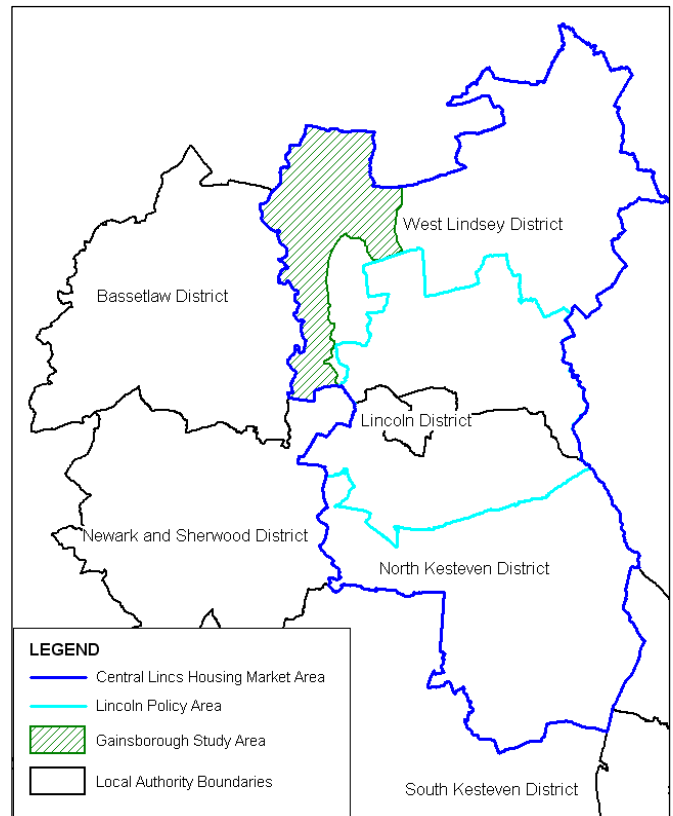 West Lindsey District
Bassetlaw District
Lincoln District
Newark and Sherwood District
North Kesteven District
LEGEND
Central Lincs Housing Market Area
Lincoln Policy Area
Gainsborough Study Area
Local Authority Boundaries
South Kesteven District